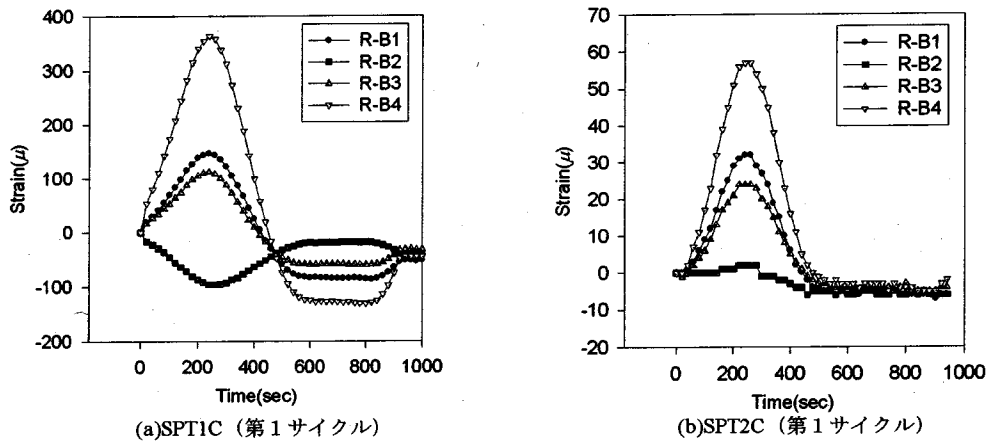 400
300
200
100
0
-100
-200
Strain(μ)
0 200 400 600 800 1000
Time(sec)
R-B1
R-B2
R-B3
R-B4
(a)SPT1C（第１サイクル）
70
60
50
40
30
20
10
0
-10
-20
Strain(μ)
0 200 400 600 800 1000
Time(sec)
R-B1
R-B2
R-B3
R-B4
(b)SPT2C（第１サイクル）